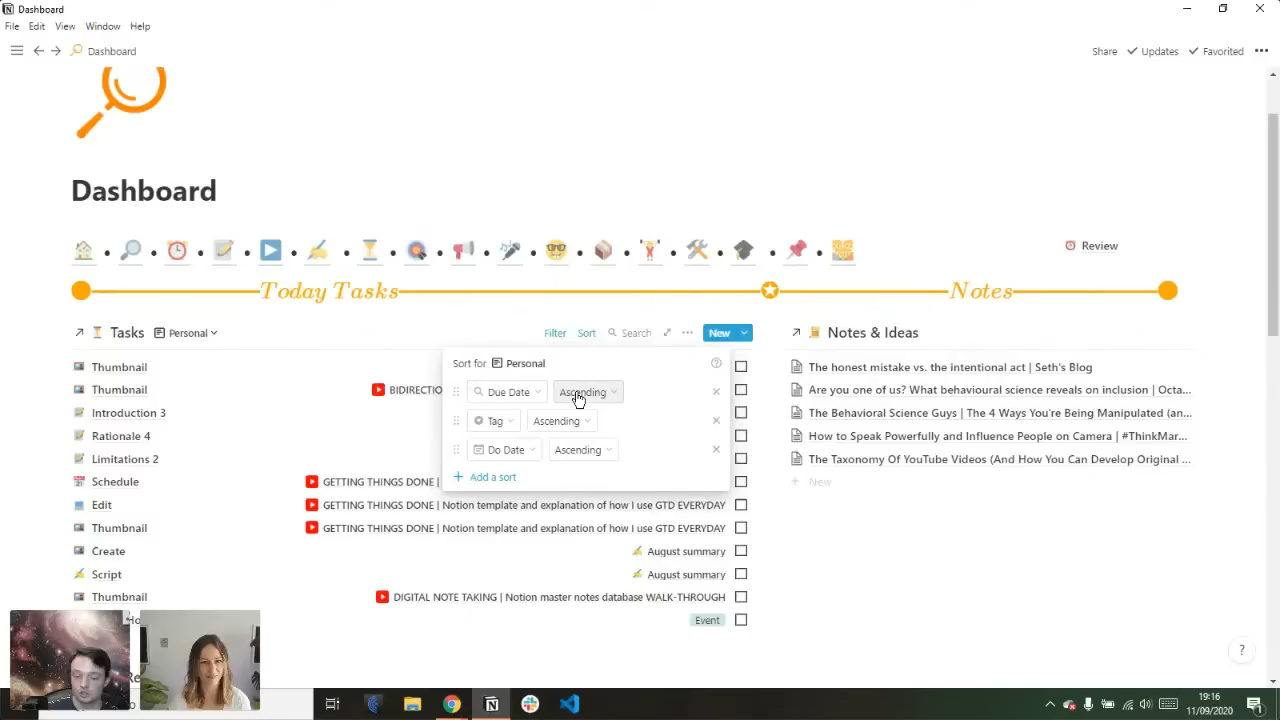 Dashboard
File Edit View Window Help
Dashboard
Share Updates Favorited
Dashboard
Review
Today Tasks
Notes
Tasks Personal
Filter Sort Search New
Notes & Ideas
Sort for Personal
Due Date Ascending
Tag Ascending
Do Date Ascending
Add a sort
Thumbnail
Thumbnail
BIDIRECTIO
Introduction 3
Rationale 4
Limitations 2
Schedule
GETTING THINGS DONE |
Edit
GETTING THINGS DONE | Notion template and explanation of how I use GTD EVERYDAY
Thumbnail
GETTING THINGS DONE | Notion template and explanation of how I use GTD EVERYDAY
Create
August summary
Script
August summary
Thumbnail
DIGITAL NOTE TAKING | Notion master notes database WALK-THROUGH
Event
The honest mistake vs. the intentional act | Seth's Blog
Are you one of us? What behavioural science reveals on inclusion | Octa...
The Behavioral Science Guys | The 4 Ways You're Being Manipulated (an...
How to Speak Powerfully and Influence People on Camera | #ThinkMar...
The Taxonomy Of YouTube Videos (And How You Can Develop Original ...
New
?
19:16
11/09/2020